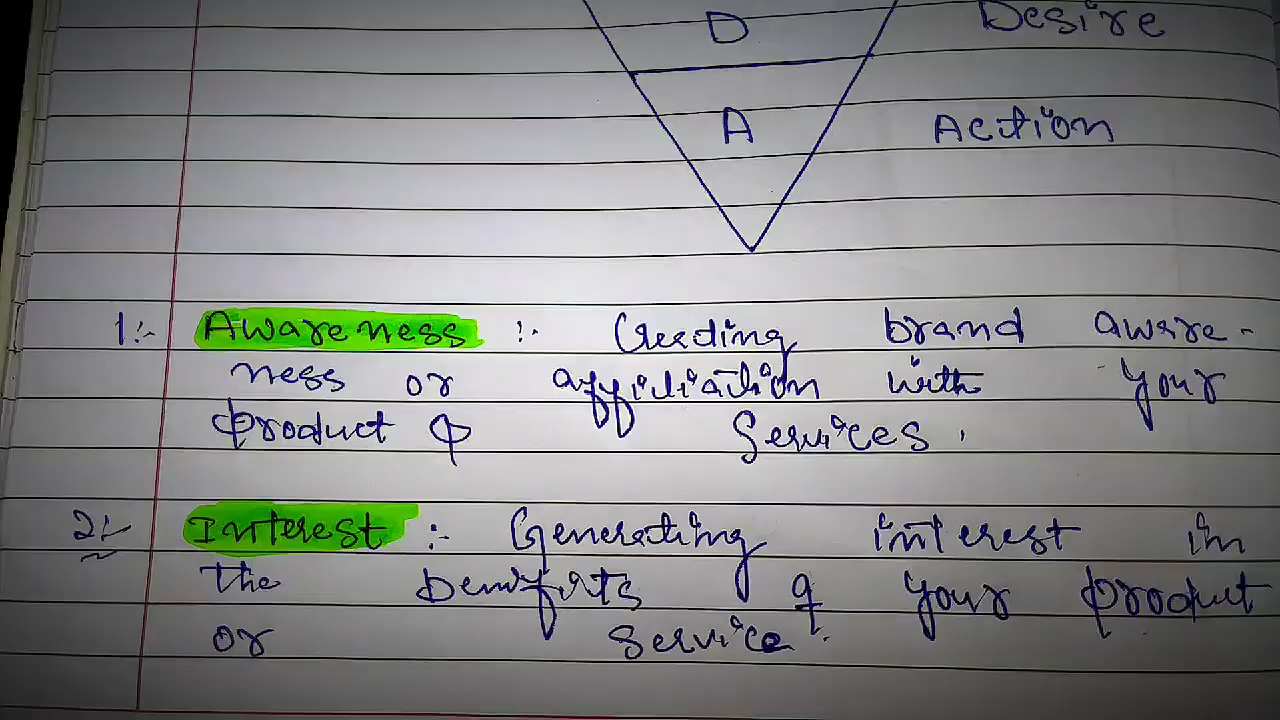 D Desire
A Action
1:- Awareness :- Creating brand aware-
ness or affiliation with your
product & Services.
2:- Interest :- Generating interest in
the benifits of your product
or service.